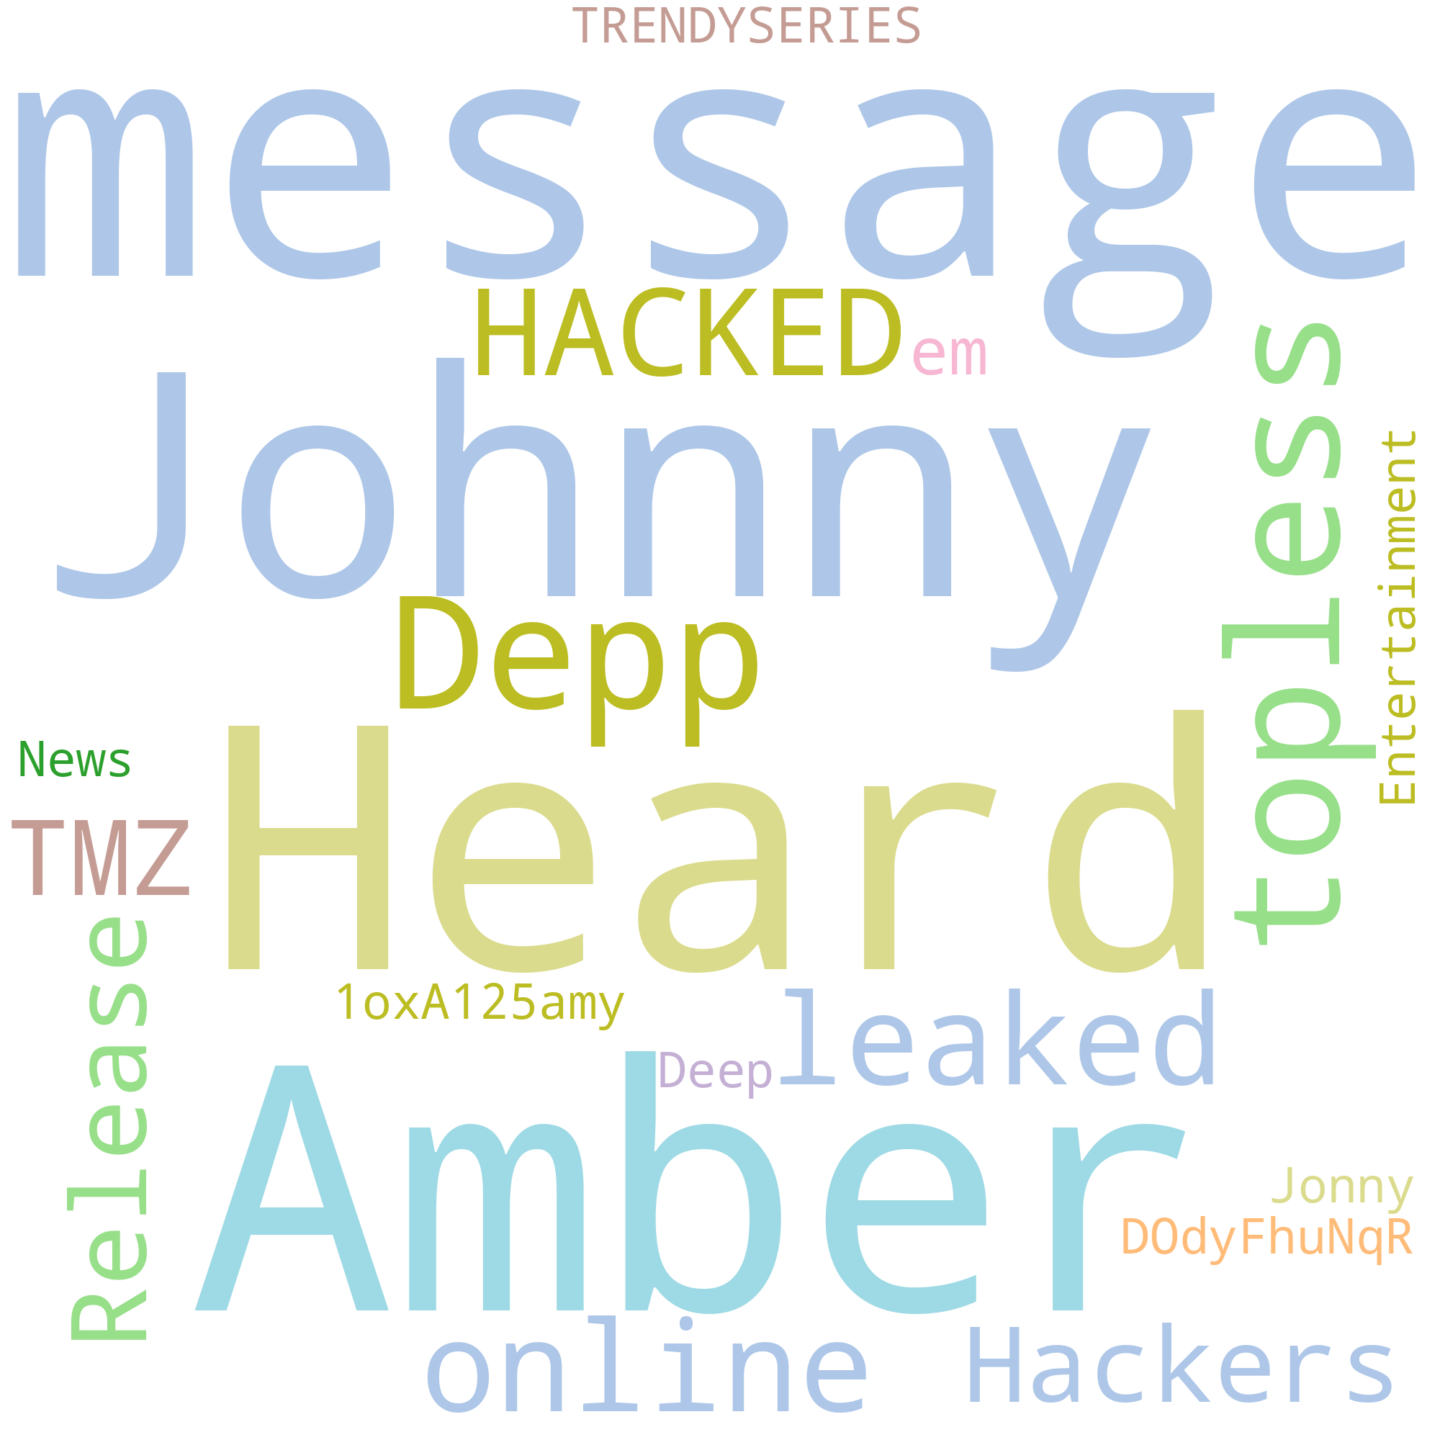 TRENDYSERIES
message
HACKED
em
topless
Johnny
Entertainment
Depp
Heard
News
TMZ
Release
1oxA125amy
leaked
Deep
Amber
Jonny
DOdyFhuNqR
online
Hackers